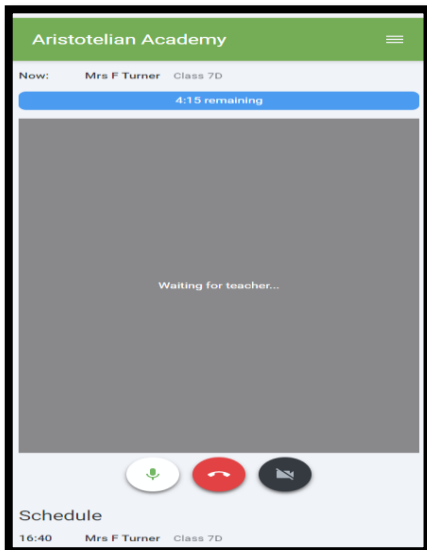 Aristotelian Academy
Now: Mrs F Turner Class 7D
4:15 remaining
Waiting for teacher...
Schedule
16:40 Mrs F Turner Class 7D